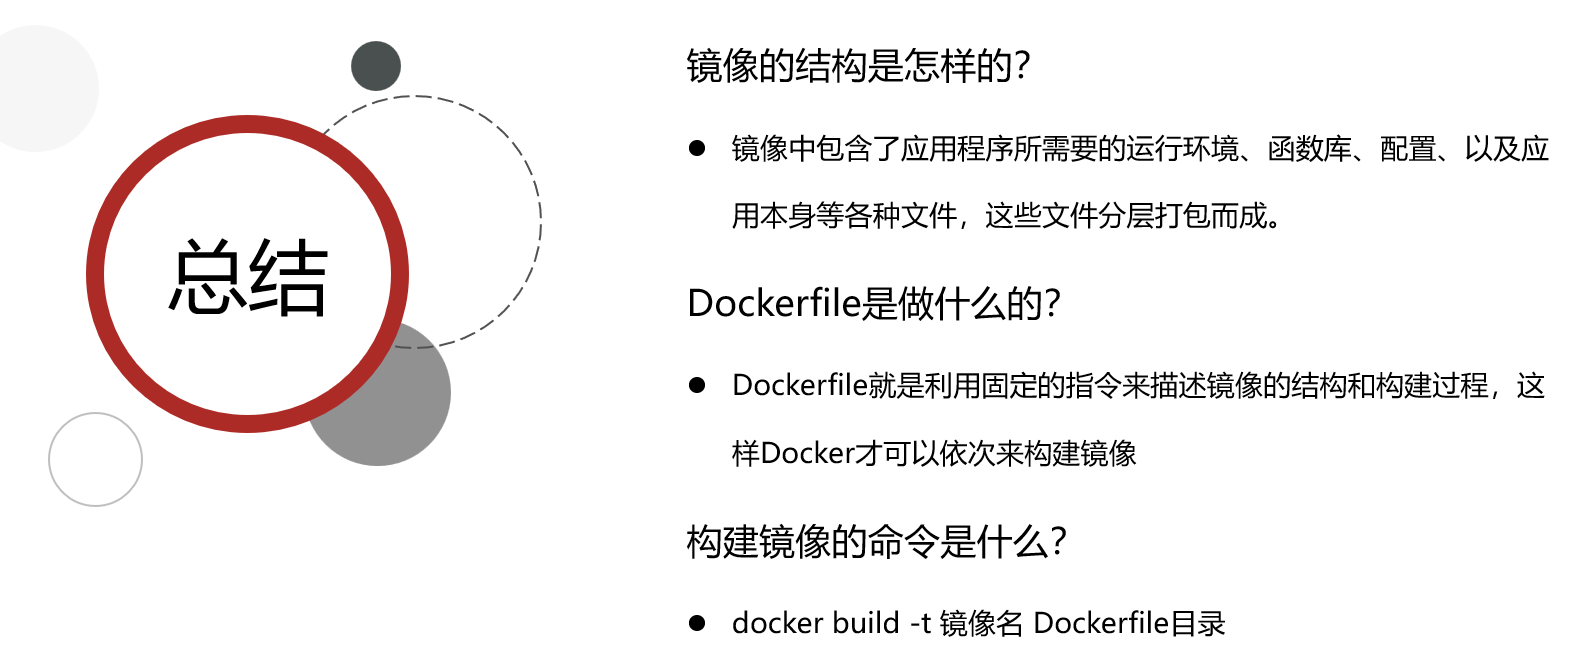 总结
镜像的结构是怎样的？
● 镜像中包含了应用程序所需要的运行环境、函数库、配置、以及应
用本身等各种文件，这些文件分层打包而成。
Dockerfile是做什么的？
● Dockerfile就是利用固定的指令来描述镜像的结构和构建过程，这
样Docker才可以依次来构建镜像
构建镜像的命令是什么？
● docker build -t 镜像名 Dockerfile目录